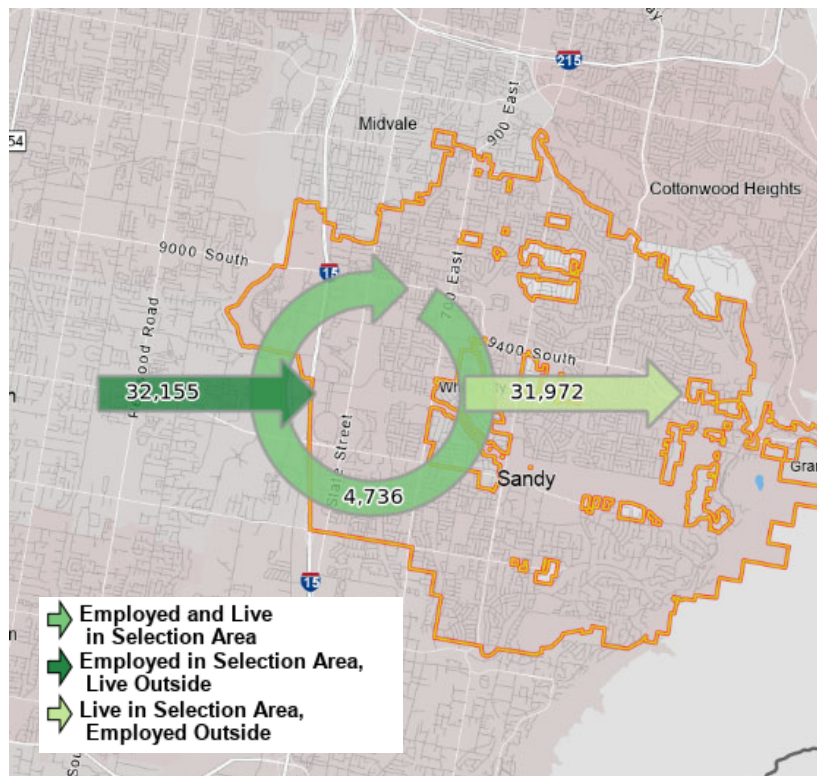 215
Midvale
900 East
54
Cottonwood Heights
9000 South
15
700 East
9400 South
32,155
31,972
State Street
4,736
Sandy
Gra
15
Employed and Live
in Selection Area
Employed in Selection Area,
Live Outside
Live in Selection Area,
Employed Outside